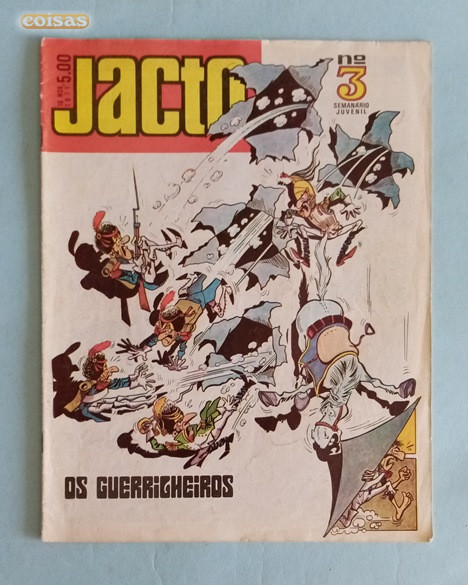 coisas
5.00
JACTO
nº
3
SEMANÁRIO
JUVENIL
OS GUERRILHEIROS